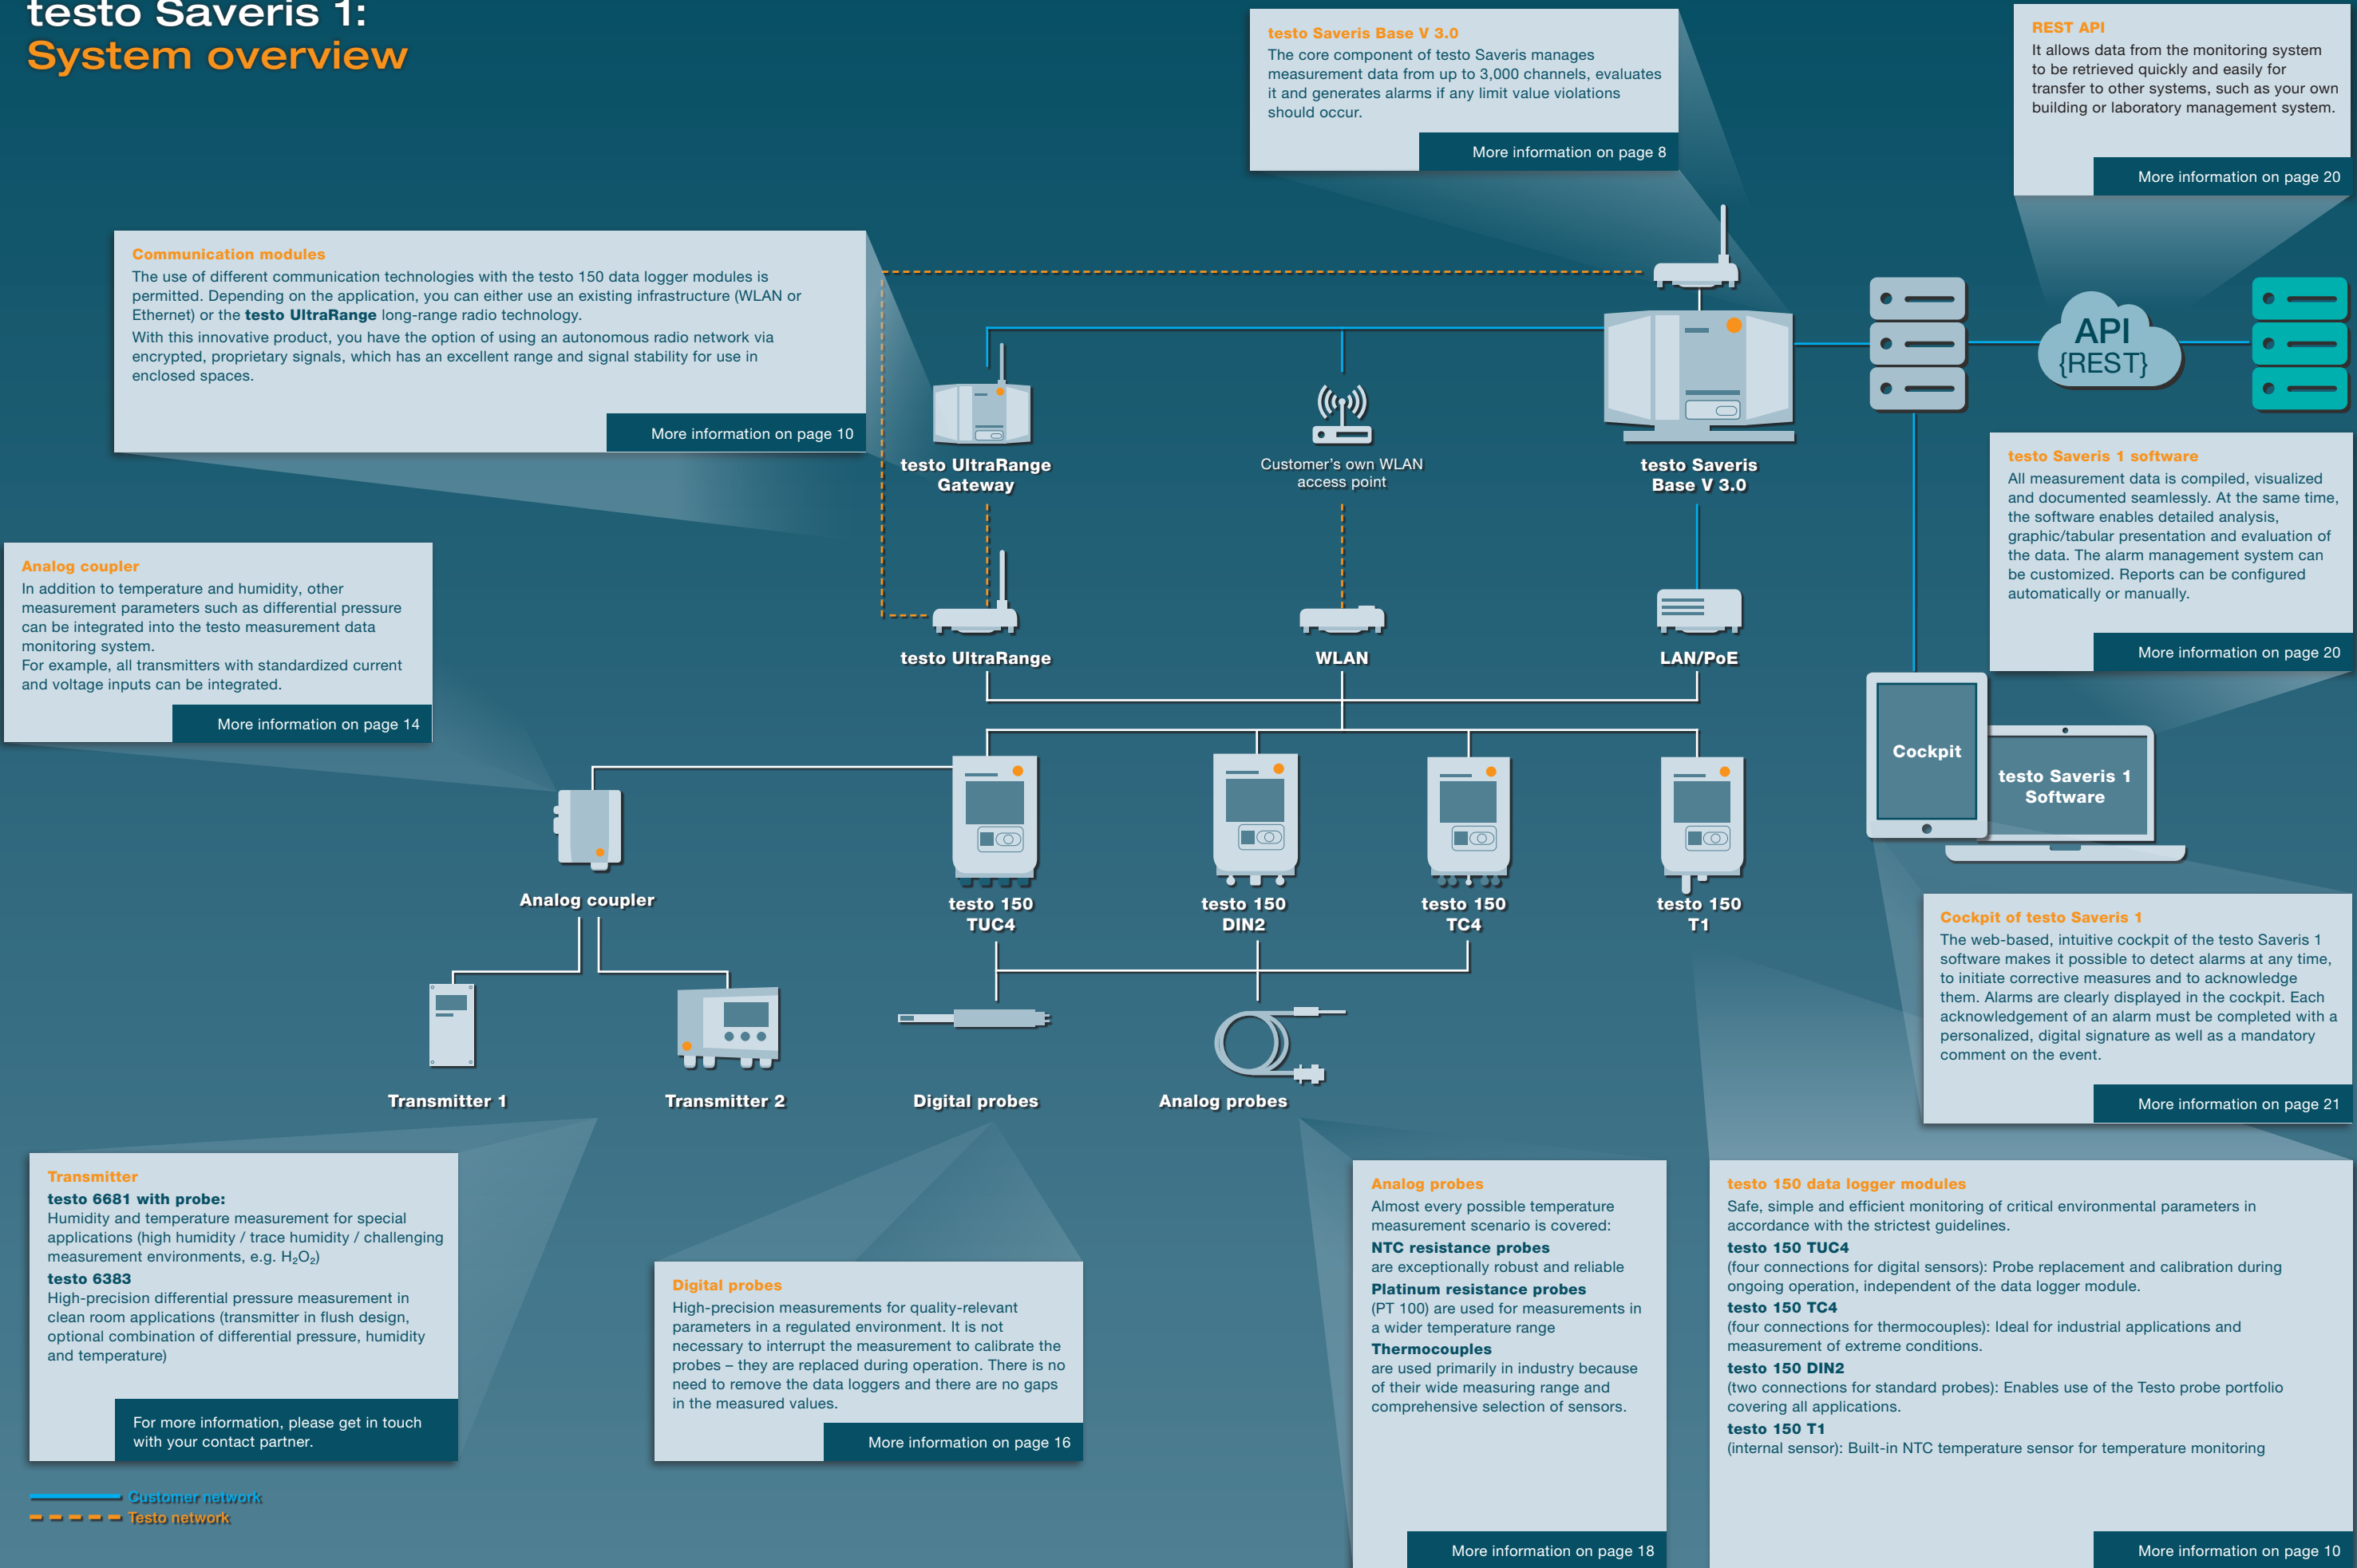 testo Saveris 1:
System overview
testo Saveris Base V 3.0
The core component of testo Saveris manages
measurement data from up to 3,000 channels, evaluates
it and generates alarms if any limit value violations
should occur.
More information on page 8
REST API
It allows data from the monitoring system
to be retrieved quickly and easily for
transfer to other systems, such as your own
building or laboratory management system.
More information on page 20
Communication modules
The use of different communication technologies with the testo 150 data logger modules is
permitted. Depending on the application, you can either use an existing infrastructure (WLAN or
Ethernet) or the testo UltraRange long-range radio technology.
With this innovative product, you have the option of using an autonomous radio network via
encrypted, proprietary signals, which has an excellent range and signal stability for use in
enclosed spaces.
More information on page 10
API
{REST}
testo UltraRange
Gateway
Customer's own WLAN
access point
testo Saveris
Base V 3.0
testo Saveris 1 software
All measurement data is compiled, visualized
and documented seamlessly. At the same time,
the software enables detailed analysis,
graphic/tabular presentation and evaluation of
the data. The alarm management system can
be customized. Reports can be configured
automatically or manually.
More information on page 20
Analog coupler
In addition to temperature and humidity, other
measurement parameters such as differential pressure
can be integrated into the testo measurement data
monitoring system.
For example, all transmitters with standardized current
and voltage inputs can be integrated.
More information on page 14
testo UltraRange
WLAN
LAN/PoE
Cockpit
testo Saveris 1
Software
Analog coupler
testo 150
TUC4
testo 150
DIN2
testo 150
TC4
testo 150
T1
Cockpit of testo Saveris 1
The web-based, intuitive cockpit of the testo Saveris 1
software makes it possible to detect alarms at any time,
to initiate corrective measures and to acknowledge
them. Alarms are clearly displayed in the cockpit. Each
acknowledgement of an alarm must be completed with a
personalized, digital signature as well as a mandatory
comment on the event.
More information on page 21
Transmitter 1
Transmitter 2
Digital probes
Analog probes
Transmitter
testo 6681 with probe:
Humidity and temperature measurement for special
applications (high humidity / trace humidity / challenging
measurement environments, e.g. H₂O₂)
testo 6383
High-precision differential pressure measurement in
clean room applications (transmitter in flush design,
optional combination of differential pressure, humidity
and temperature)
For more information, please get in touch
with your contact partner.
Digital probes
High-precision measurements for quality-relevant
parameters in a regulated environment. It is not
necessary to interrupt the measurement to calibrate the
probes – they are replaced during operation. There is no
need to remove the data loggers and there are no gaps
in the measured values.
More information on page 16
Analog probes
Almost every possible temperature
measurement scenario is covered:
NTC resistance probes
are exceptionally robust and reliable
Platinum resistance probes
(PT 100) are used for measurements in
a wider temperature range
Thermocouples
are used primarily in industry because
of their wide measuring range and
comprehensive selection of sensors.
More information on page 18
testo 150 data logger modules
Safe, simple and efficient monitoring of critical environmental parameters in
accordance with the strictest guidelines.
testo 150 TUC4
(four connections for digital sensors): Probe replacement and calibration during
ongoing operation, independent of the data logger module.
testo 150 TC4
(four connections for thermocouples): Ideal for industrial applications and
measurement of extreme conditions.
testo 150 DIN2
(two connections for standard probes): Enables use of the Testo probe portfolio
covering all applications.
testo 150 T1
(internal sensor): Built-in NTC temperature sensor for temperature monitoring
More information on page 10
Customer network
Testo network